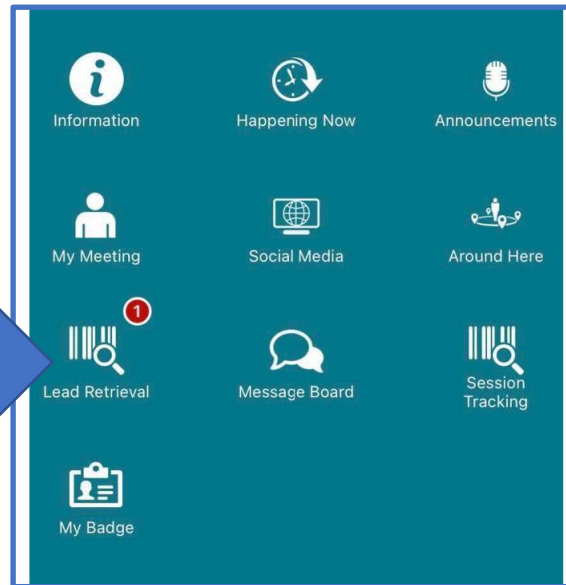 Information
Happening Now
Announcements
My Meeting
Social Media
Around Here
1
Lead Retrieval
Message Board
Session
Tracking
My Badge